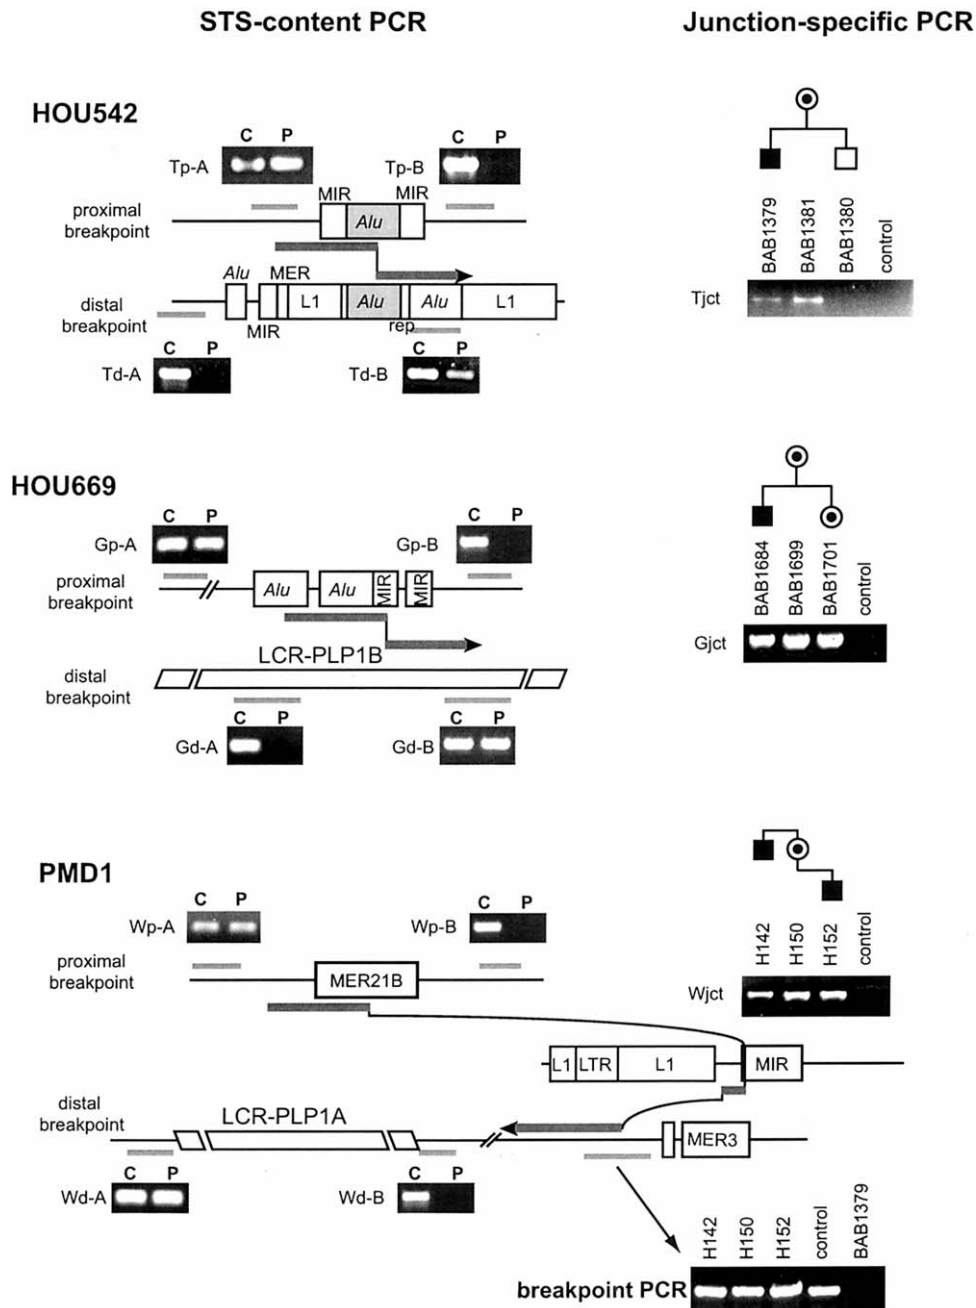 STS-content PCR
Junction-specific PCR
HOU542
C P
Tp-A
C P
Tp-B
MIR MIR
proximal
breakpoint
Alu
Alu MER
distal
breakpoint
L1 Alu Alu L1
MIR
rep
C P
Td-A
C P
Td-B
BAB1379
BAB1381
BAB1380
control
Tjct
HOU669
C P
Gp-A
C P
Gp-B
proximal
breakpoint
Alu Alu MIR MIR
LCR-PLP1B
distal
breakpoint
C P
Gd-A
C P
Gd-B
BAB1684
BAB1699
BAB1701
control
Gjct
PMD1
C P
Wp-A
C P
Wp-B
proximal
breakpoint
MER21B
H142
H150
H152
control
Wjct
L1 LTR L1 MIR
distal
breakpoint
LCR-PLP1A
MER3
C P
Wd-A
C P
Wd-B
H142
H150
H152
control
BAB1379
breakpoint PCR